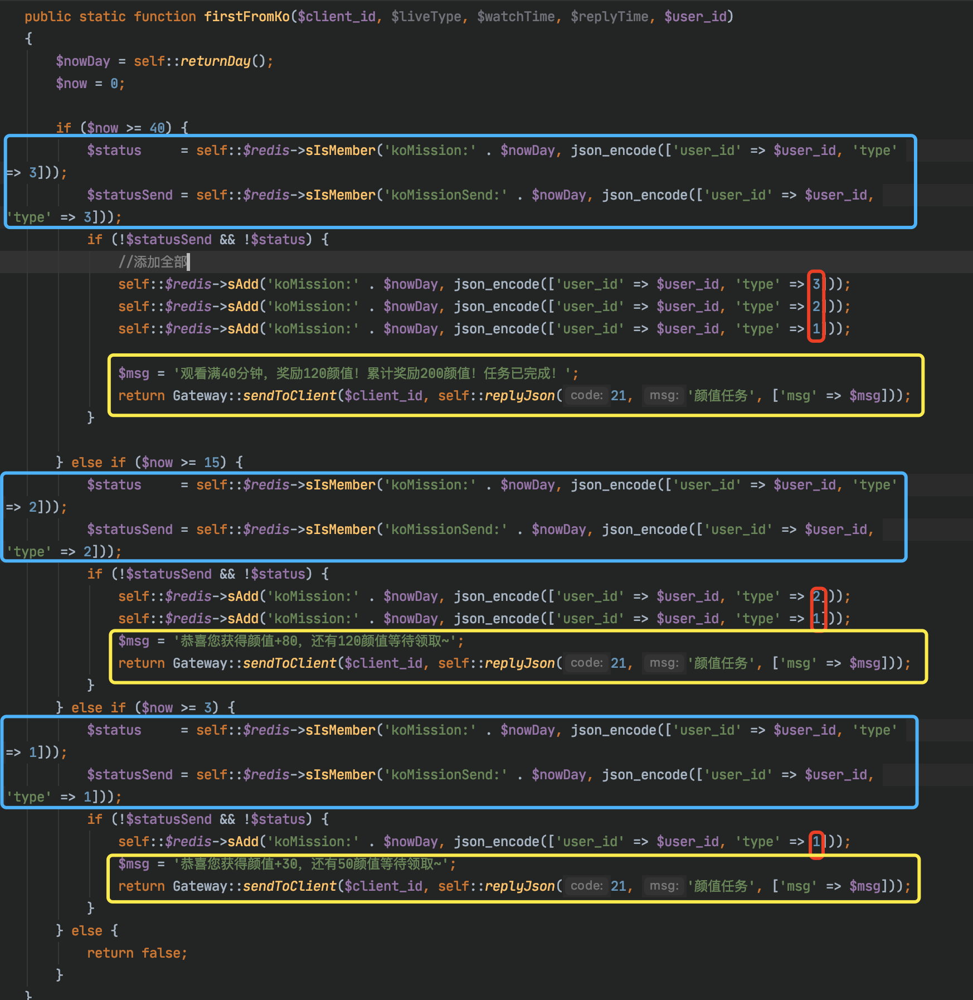 public static function firstFromKo($client_id, $liveType, $watchTime, $replyTime, $user_id)
{
$nowDay = self::returnDay();
$now = 0;
if ($now >= 40) {
$status     = self::$redis->sIsMember('koMission:' . $nowDay, json_encode(['user_id' => $user_id, 'type'
=> 3]));
$statusSend = self::$redis->sIsMember('koMissionSend:' . $nowDay, json_encode(['user_id' => $user_id,
'type' => 3]));
if (!$statusSend && !$status) {
//添加全部
self::$redis->sAdd('koMission:' . $nowDay, json_encode(['user_id' => $user_id, 'type' => 3]));
self::$redis->sAdd('koMission:' . $nowDay, json_encode(['user_id' => $user_id, 'type' => 2]));
self::$redis->sAdd('koMission:' . $nowDay, json_encode(['user_id' => $user_id, 'type' => 1]));
$msg = '观看满40分钟，奖励120颜值！累计奖励200颜值！任务已完成！';
return Gateway::sendToClient($client_id, self::replyJson( code: 21, msg: '颜值任务', ['msg' => $msg]));
}
} else if ($now >= 15) {
$status     = self::$redis->sIsMember('koMission:' . $nowDay, json_encode(['user_id' => $user_id, 'type'
=> 2]));
$statusSend = self::$redis->sIsMember('koMissionSend:' . $nowDay, json_encode(['user_id' => $user_id,
'type' => 2]));
if (!$statusSend && !$status) {
self::$redis->sAdd('koMission:' . $nowDay, json_encode(['user_id' => $user_id, 'type' => 2]));
self::$redis->sAdd('koMission:' . $nowDay, json_encode(['user_id' => $user_id, 'type' => 1]));
$msg = '恭喜您获得颜值+80，还有120颜值等待领取~';
return Gateway::sendToClient($client_id, self::replyJson( code: 21, msg: '颜值任务', ['msg' => $msg]));
}
} else if ($now >= 3) {
$status     = self::$redis->sIsMember('koMission:' . $nowDay, json_encode(['user_id' => $user_id, 'type'
=> 1]));
$statusSend = self::$redis->sIsMember('koMissionSend:' . $nowDay, json_encode(['user_id' => $user_id,
'type' => 1]));
if (!$statusSend && !$status) {
self::$redis->sAdd('koMission:' . $nowDay, json_encode(['user_id' => $user_id, 'type' => 1]));
$msg = '恭喜您获得颜值+30，还有50颜值等待领取~';
return Gateway::sendToClient($client_id, self::replyJson( code: 21, msg: '颜值任务', ['msg' => $msg]));
}
} else {
return false;
}
}